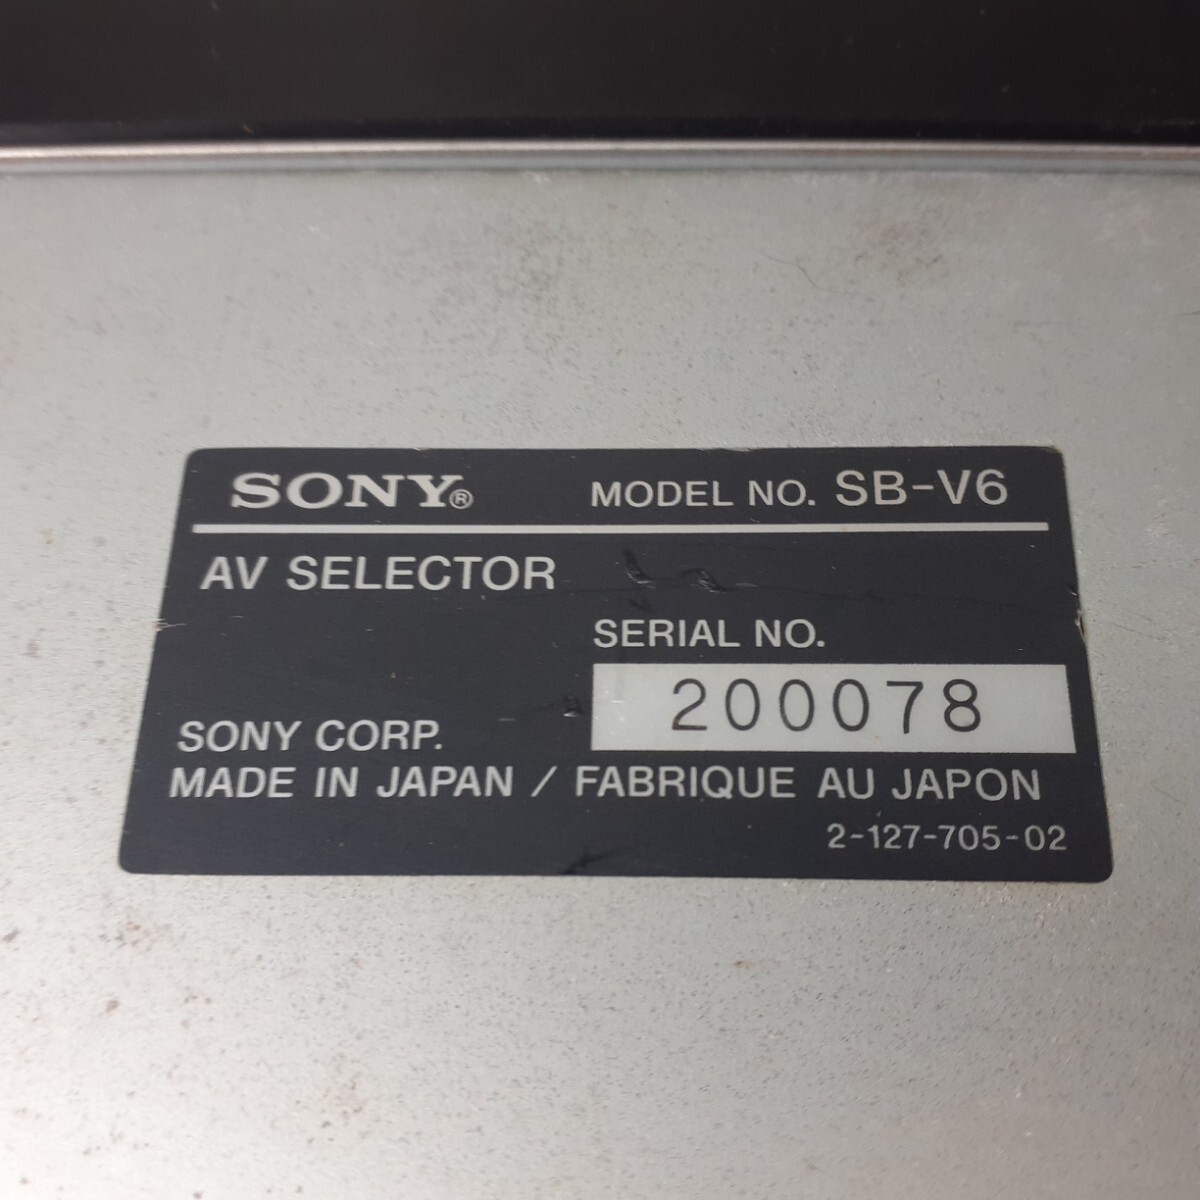 SONY® MODEL NO. SB-V6
AV SELECTOR
SERIAL NO.
200078
SONY CORP.
MADE IN JAPAN / FABRIQUE AU JAPON
2-127-705-02